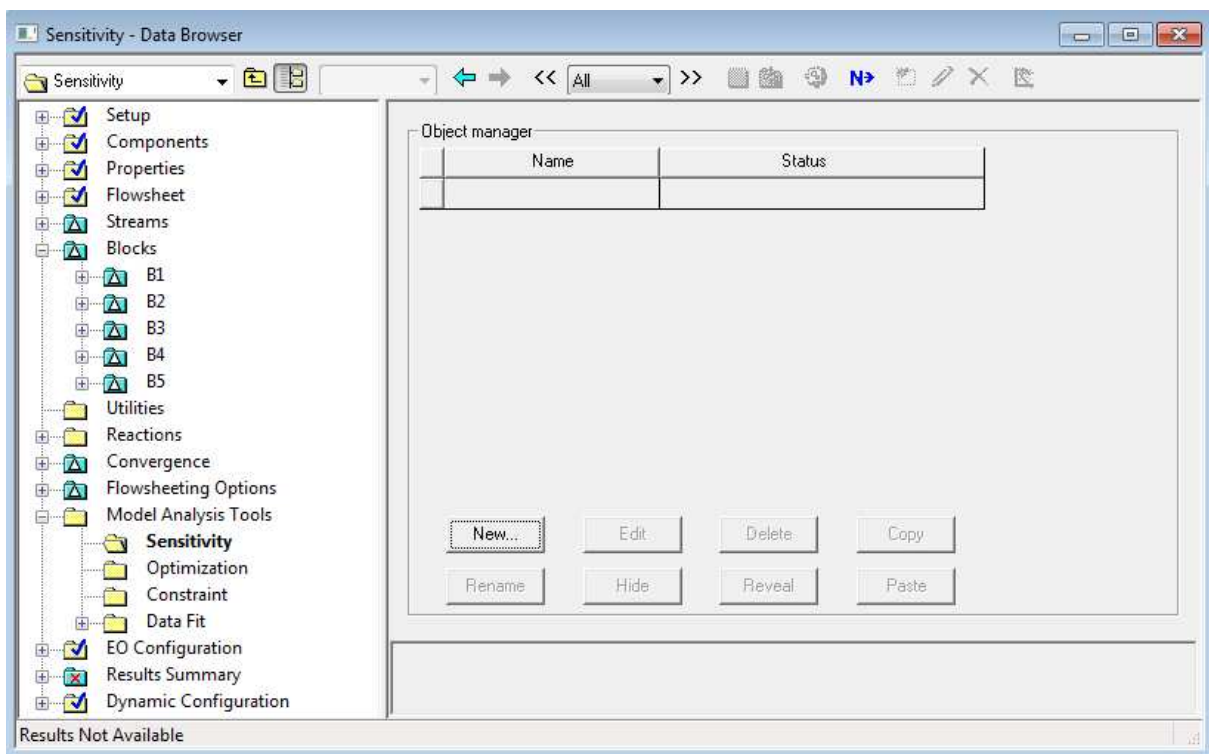 Sensitivity - Data Browser
Sensitivity
<< All >> N
Setup
Components
Properties
Flowsheet
Streams
Blocks
B1
B2
B3
B4
B5
Utilities
Reactions
Convergence
Flowsheeting Options
Model Analysis Tools
Sensitivity
Optimization
Constraint
Data Fit
EO Configuration
Results Summary
Dynamic Configuration
Object manager
Name Status
New... Edit Delete Copy
Rename Hide Reveal Paste
Results Not Available